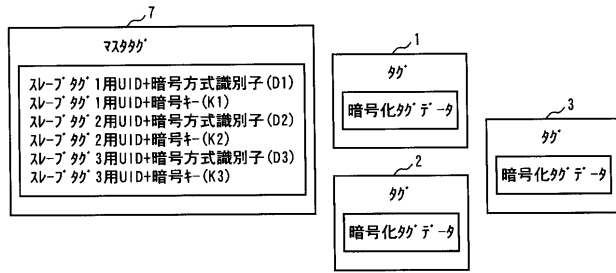 7
マスタタグ
スレーブタグ1用UID+暗号方式識別子(D1)
スレーブタグ1用UID+暗号キー(K1)
スレーブタグ2用UID+暗号方式識別子(D2)
スレーブタグ2用UID+暗号キー(K2)
スレーブタグ3用UID+暗号方式識別子(D3)
スレーブタグ3用UID+暗号キー(K3)
1
タグ
暗号化タグデータ
2
タグ
暗号化タグデータ
3
タグ
暗号化タグデータ